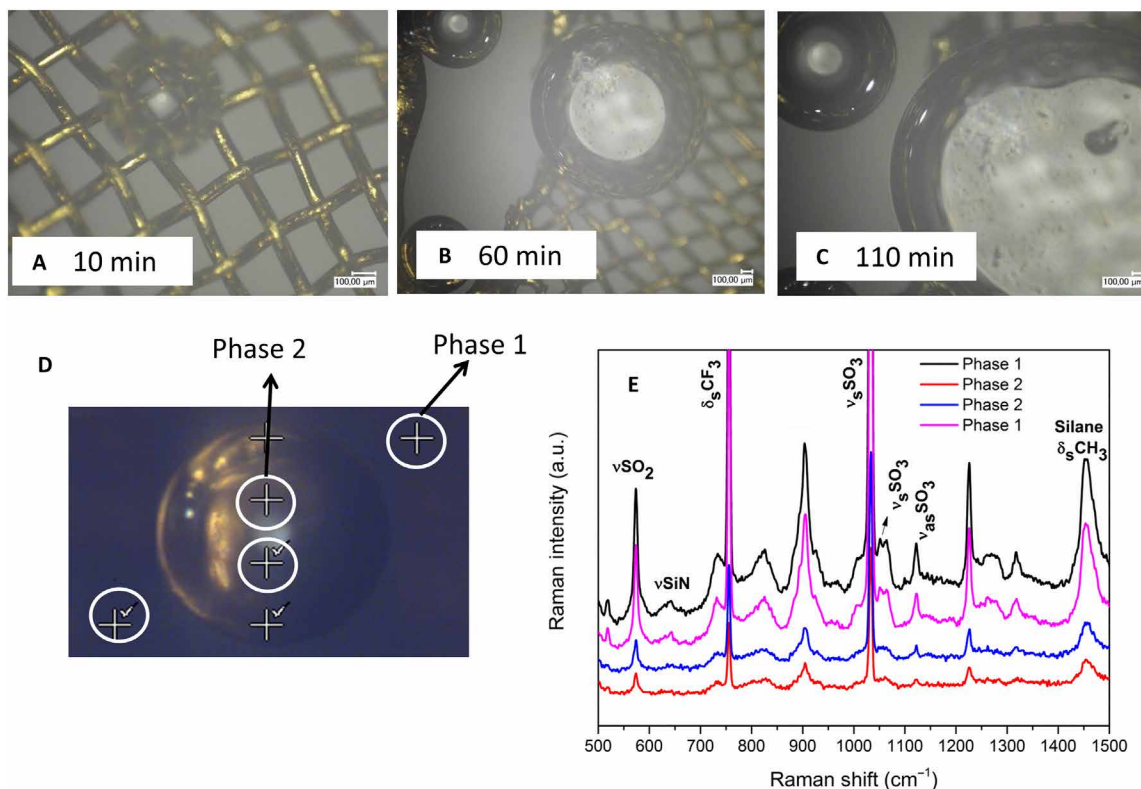 A 10 min
100,00 µm
B 60 min
100,00 µm
C 110 min
100,00 µm
D
Phase 2
Phase 1
E
δsCF3
νsSO3
Phase 1
Phase 2
Phase 2
Phase 1
νSO2
νSiN
νsSO3
νasSO3
Silane
δsCH3
Raman intensity (a.u.)
500 600 700 800 900 1000 1100 1200 1300 1400 1500
Raman shift (cm⁻¹)